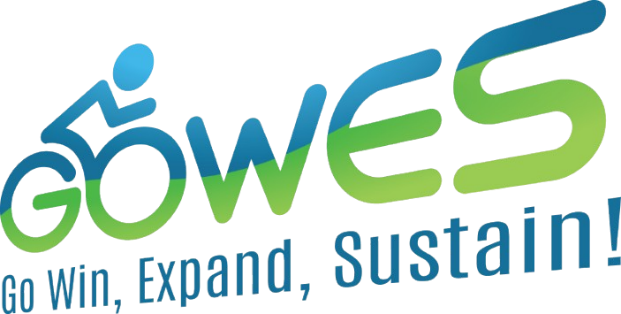 GOWES
Go Win, Expand, Sustain!